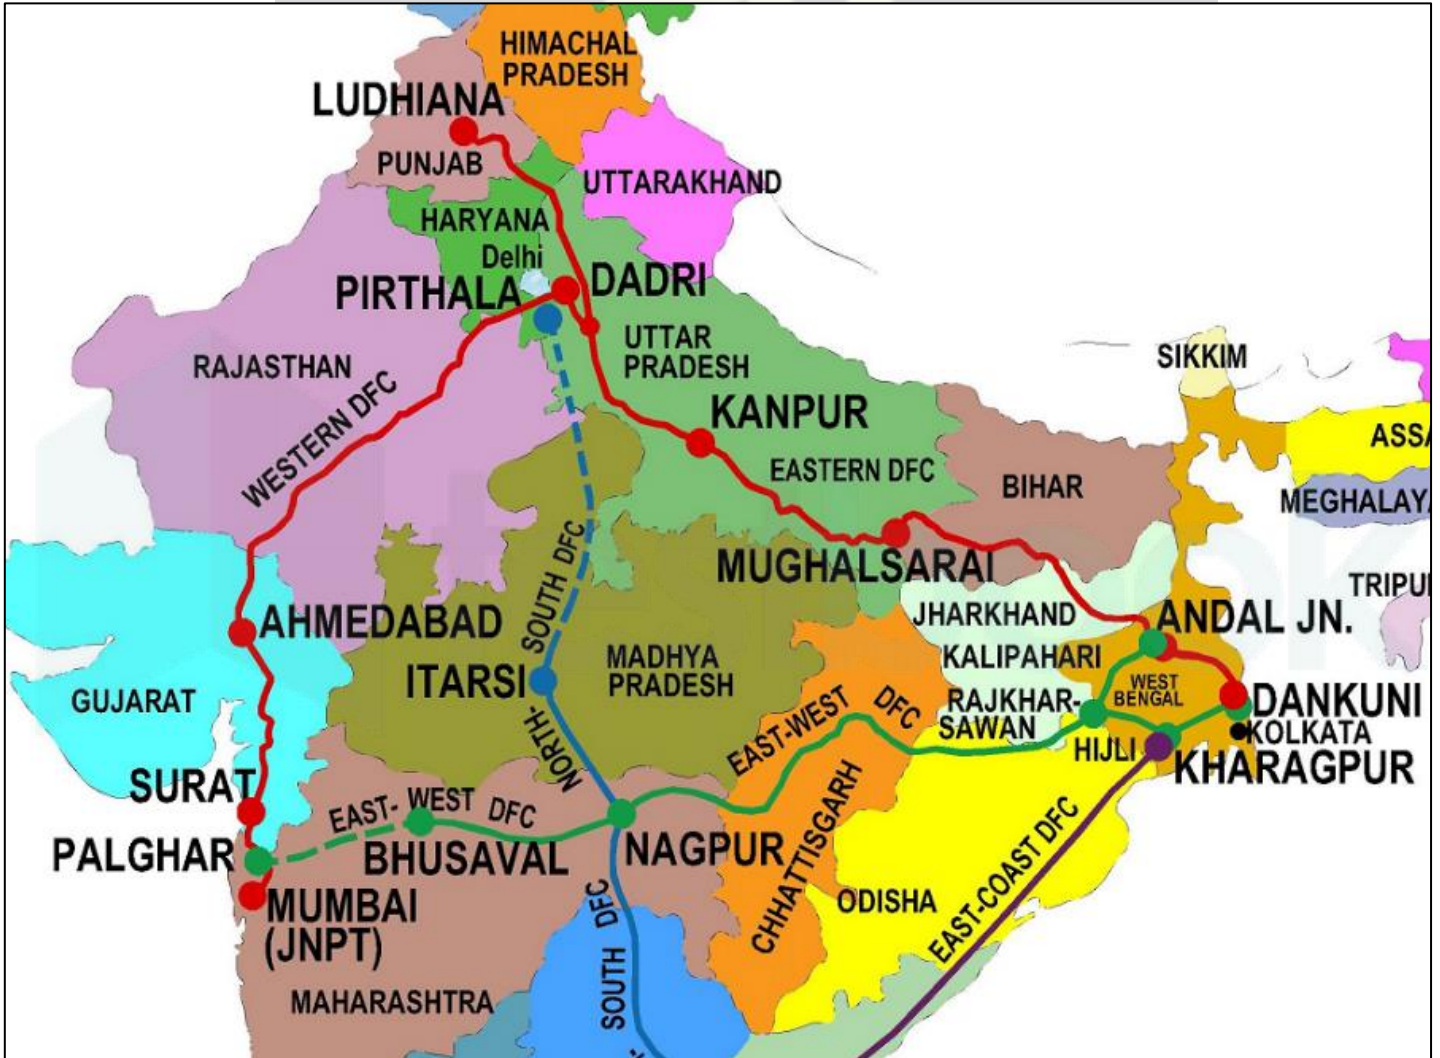 HIMACHAL
PRADESH
LUDHIANA
PUNJAB
UTTARAKHAND
HARYANA
Delhi
PIRTHALA
DADRI
UTTAR
PRADESH
RAJASTHAN
SIKKIM
WESTERN DFC
KANPUR
ASSA
EASTERN DFC
BIHAR
MEGHALAYA
SOUTH DFC
MUGHALSARAI
TRIPU
JHARKHAND
ANDAL JN.
AHMEDABAD
KALIPAHARI
MADHYA
PRADESH
ITARSI
WEST
BENGAL
GUJARAT
RAJKHAR-
SAWAN
DANKUNI
KOLKATA
EAST-WEST DFC
NORTH-
HIJLI
KHARAGPUR
SURAT
EAST- WEST DFC
PALGHAR
BHUSAVAL
NAGPUR
CHHATTISGARH
ODISHA
EAST-COAST DFC
MUMBAI
(JNPT)
SOUTH DFC
MAHARASHTRA